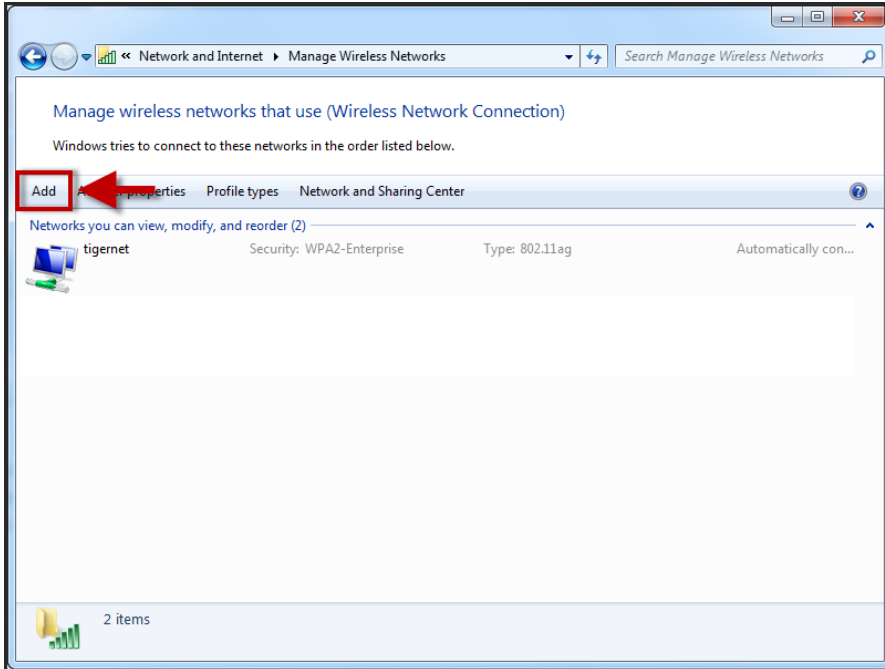 « Network and Internet Manage Wireless Networks
Search Manage Wireless Networks
Manage wireless networks that use (Wireless Network Connection)
Windows tries to connect to these networks in the order listed below.
Add properties Profile types Network and Sharing Center
Networks you can view, modify, and reorder (2)
tigernet Security: WPA2-Enterprise Type: 802.11ag Automatically con...
2 items